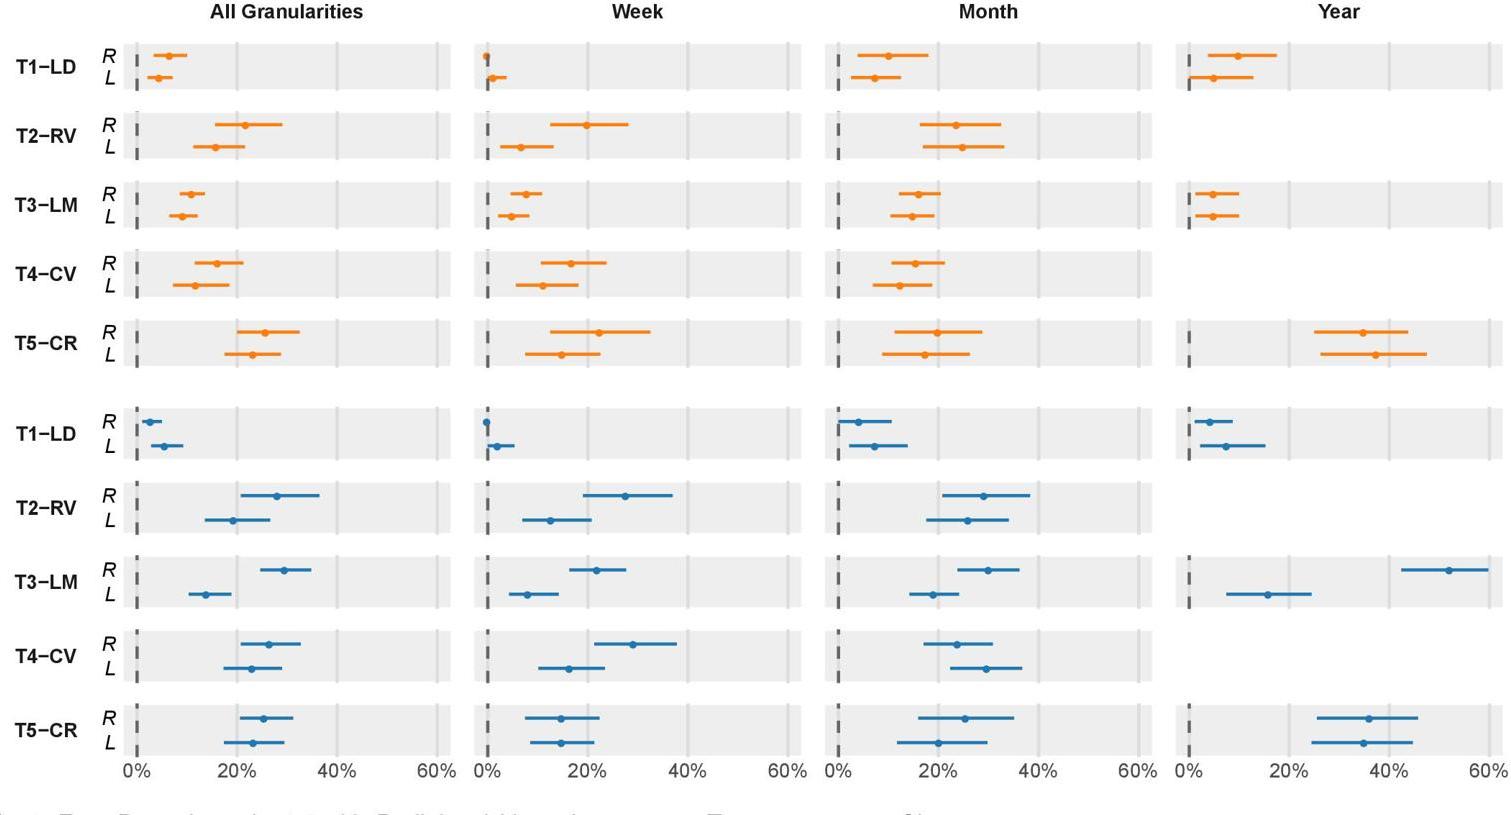 All Granularities Week Month Year
T1−LD R
L
T2−RV R
L
T3−LM R
L
T4−CV R
L
T5−CR R
L
T1−LD R
L
T2−RV R
L
T3−LM R
L
T4−CV R
L
T5−CR R
L
0% 20% 40% 60% 0% 20% 40% 60% 0% 20% 40% 60% 0% 20% 40% 60%